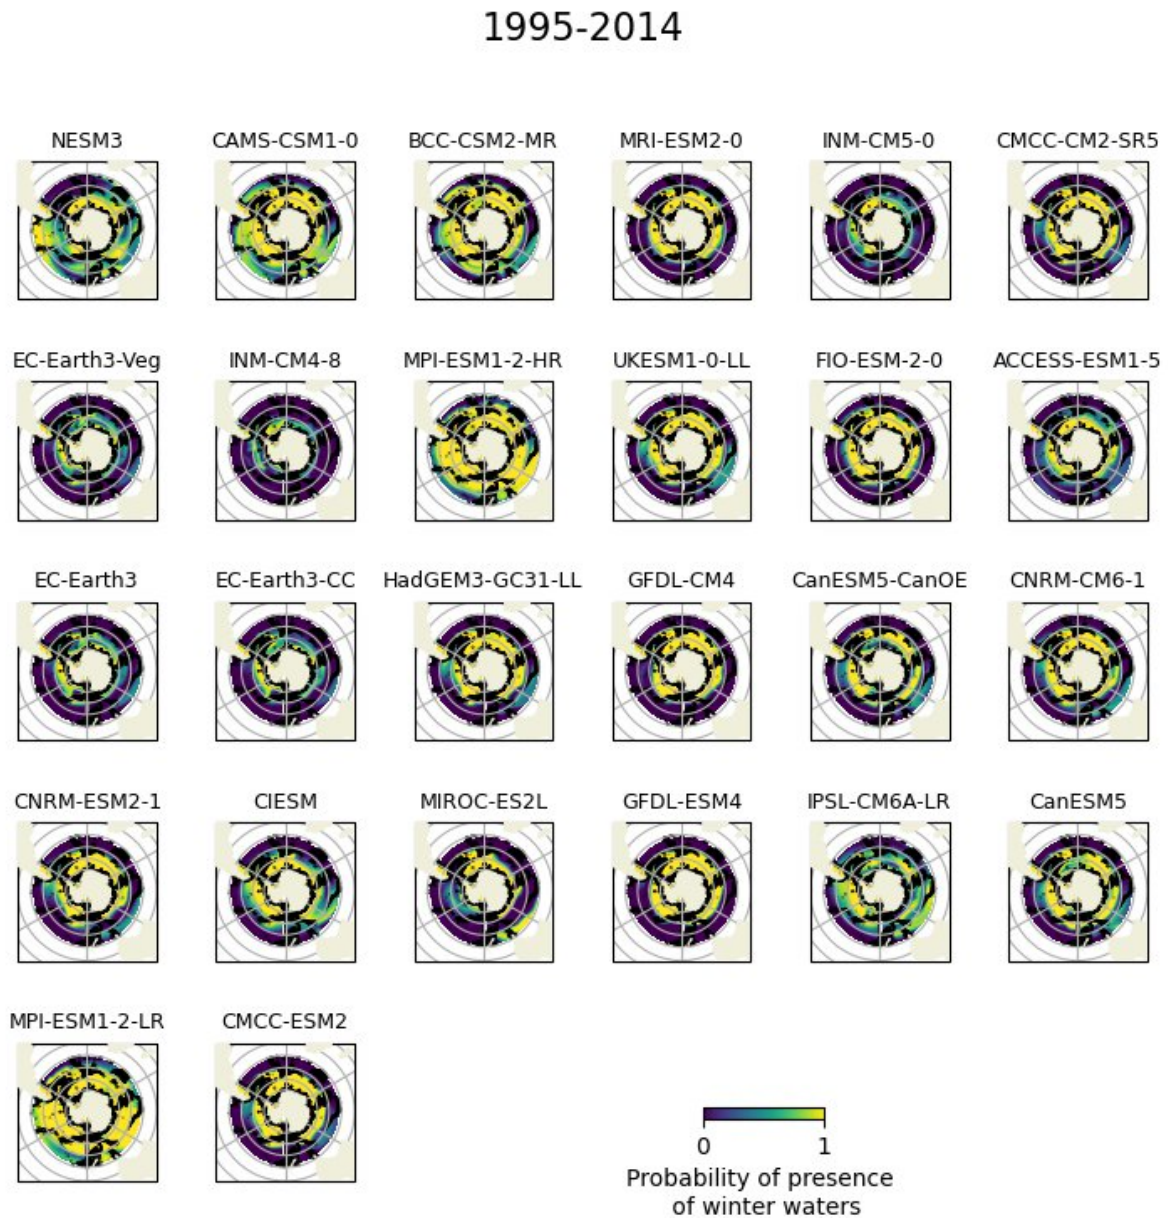 1995-2014
NESM3
CAMS-CSM1-0
BCC-CSM2-MR
MRI-ESM2-0
INM-CM5-0
CMCC-CM2-SR5
EC-Earth3-Veg
INM-CM4-8
MPI-ESM1-2-HR
UKESM1-0-LL
FIO-ESM-2-0
ACCESS-ESM1-5
EC-Earth3
EC-Earth3-CC
HadGEM3-GC31-LL
GFDL-CM4
CanESM5-CanOE
CNRM-CM6-1
CNRM-ESM2-1
CIESM
MIROC-ES2L
GFDL-ESM4
IPSL-CM6A-LR
CanESM5
MPI-ESM1-2-LR
CMCC-ESM2
0 1
Probability of presence
of winter waters